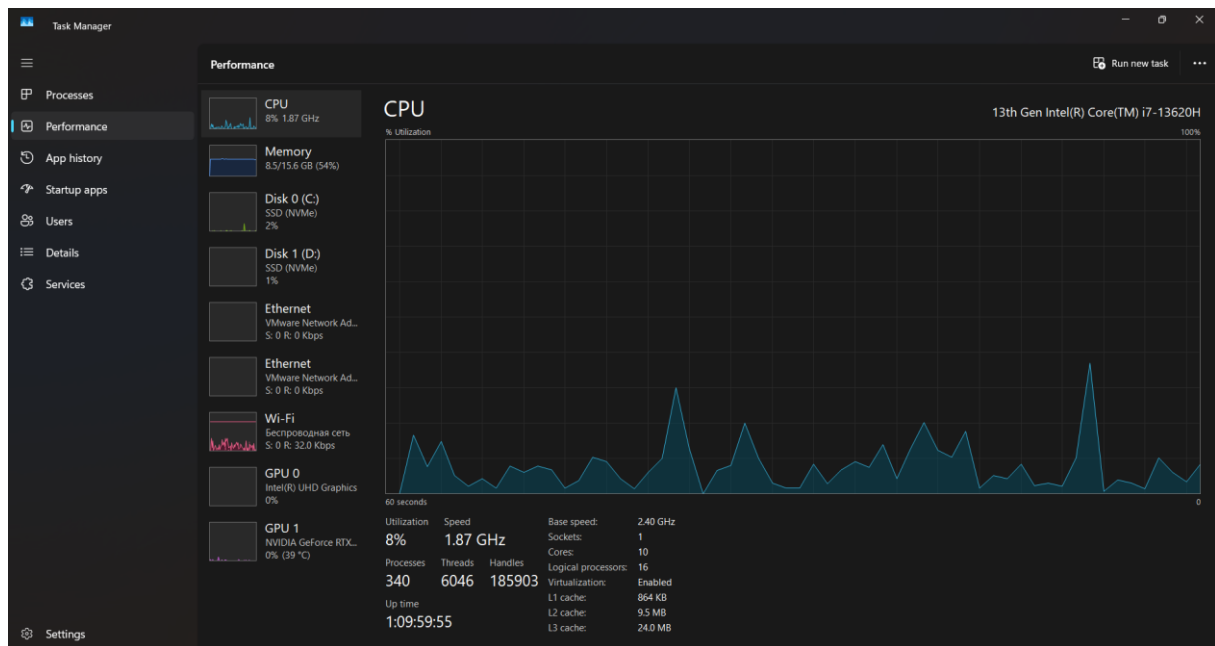 Task Manager
Performance
Run new task
Processes
Performance
App history
Startup apps
Users
Details
Services
Settings
CPU
8% 1.87 GHz
Memory
8.5/15.6 GB (54%)
Disk 0 (C:)
SSD (NVMe)
2%
Disk 1 (D:)
SSD (NVMe)
1%
Ethernet
VMware Network Ad...
S: 0 R: 0 Kbps
Ethernet
VMware Network Ad...
S: 0 R: 0 Kbps
Wi-Fi
Беспроводная сеть
S: 0 R: 32.0 Kbps
GPU 0
Intel(R) UHD Graphics
0%
GPU 1
NVIDIA GeForce RTX...
0% (39 °C)
CPU
13th Gen Intel(R) Core(TM) i7-13620H
% Utilization
100%
60 seconds
0
Utilization Speed
8% 1.87 GHz
Processes Threads Handles
340 6046 185903
Up time
1:09:59:55
Base speed: 2.40 GHz
Sockets: 1
Cores: 10
Logical processors: 16
Virtualization: Enabled
L1 cache: 864 KB
L2 cache: 9.5 MB
L3 cache: 24.0 MB